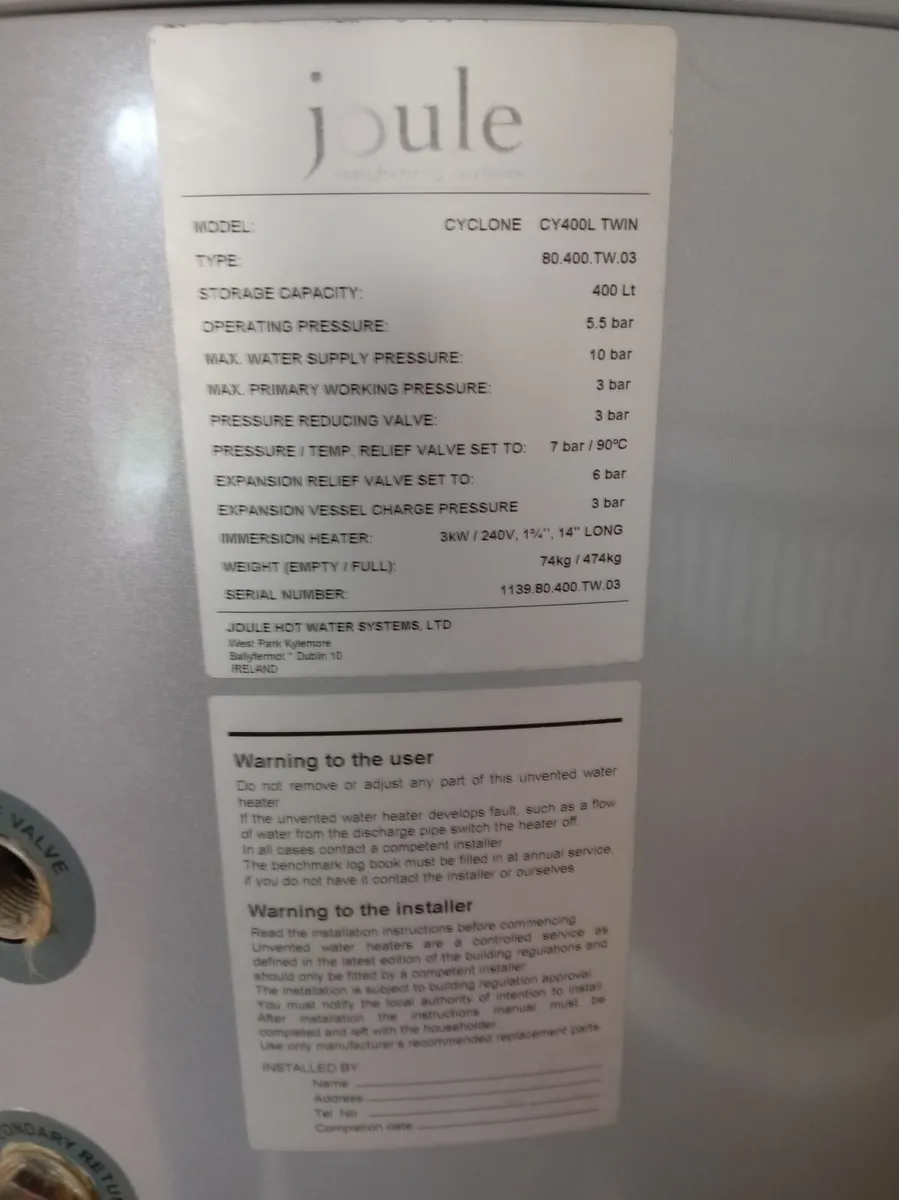 joule
MODEL: CYCLONE CY400L TWIN
TYPE: 80.400.TW.03
STORAGE CAPACITY: 400 Lt
OPERATING PRESSURE: 5.5 bar
MAX. WATER SUPPLY PRESSURE: 10 bar
MAX. PRIMARY WORKING PRESSURE: 3 bar
PRESSURE REDUCING VALVE: 3 bar
PRESSURE / TEMP. RELIEF VALVE SET TO: 7 bar / 90ºC
EXPANSION RELIEF VALVE SET TO: 6 bar
EXPANSION VESSEL CHARGE PRESSURE 3 bar
IMMERSION HEATER: 3kW / 240V, 1¾", 14" LONG
WEIGHT (EMPTY / FULL): 74kg / 474kg
SERIAL NUMBER: 1139.80.400.TW.03
JOULE HOT WATER SYSTEMS, LTD
West Park Kylemore
Ballyfermot " Dublin 10
IRELAND
Warning to the user
Do not remove or adjust any part of this unvented water
heater
If the unvented water heater develops fault, such as a flow
of water from the discharge pipe switch the heater off.
In all cases contact a competent installer
The benchmark log book must be filled in at annual service,
if you do not have it contact the installer or ourselves
Warning to the installer
Read the installation instructions before commencing
Unvented water heaters are a controlled service as
defined in the latest edition of the building regulations and
should only be fitted by a competent installer
The installation is subject to building regulation approval
You must notify the local authority of intention to install
After installation the instructions manual must be
completed and left with the householder
Use only manufacturer's recommended replacement parts
INSTALLED BY
Name
Address
Tel No
Completion date
VALVE